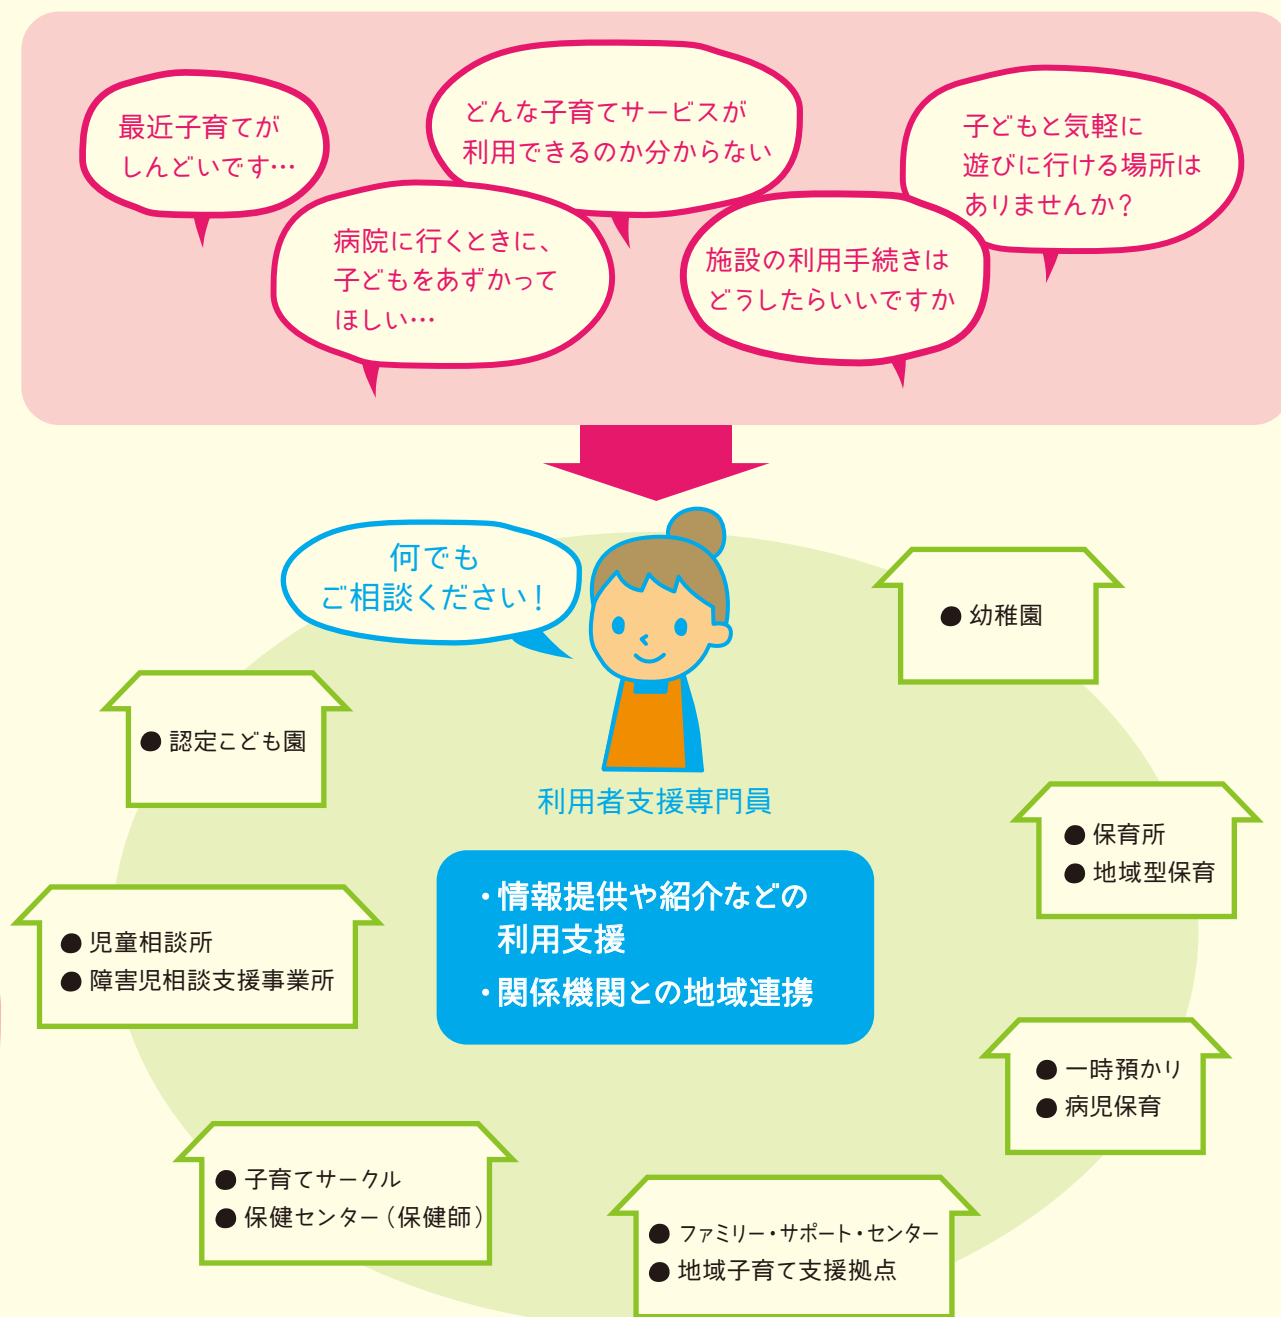 最近子育てが
しんどいです…
どんな子育てサービスが
利用できるのか分からない
子どもと気軽に
遊びに行ける場所は
ありませんか？
病院に行くときに、
子どもをあずかって
ほしい…
施設の利用手続きは
どうしたらいいですか
何でも
ご相談ください！
利用者支援専門員
・情報提供や紹介などの
利用支援
・関係機関との地域連携
● 幼稚園
● 認定こども園
● 保育所
● 地域型保育
● 児童相談所
● 障害児相談支援事業所
● 一時預かり
● 病児保育
● 子育てサークル
● 保健センター（保健師）
● ファミリー・サポート・センター
● 地域子育て支援拠点